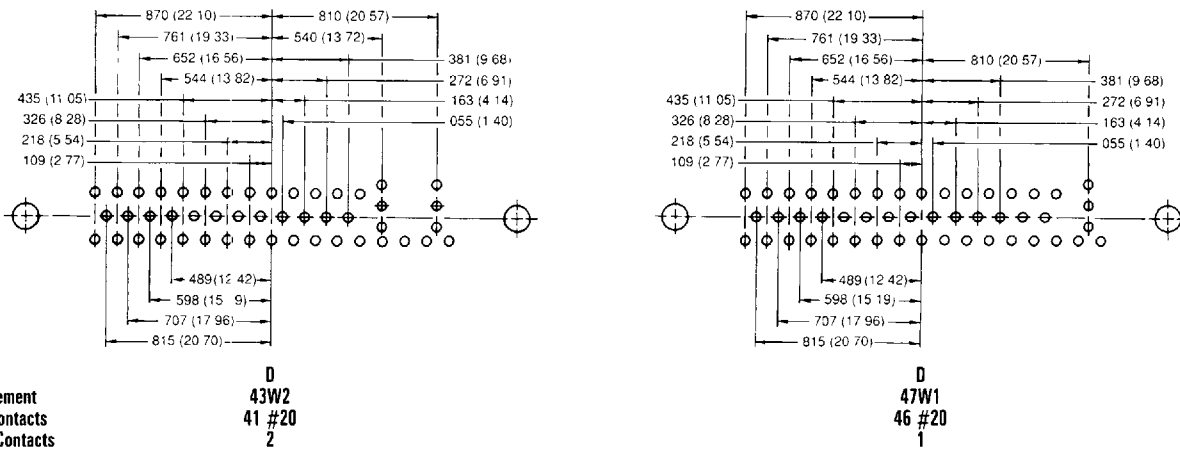 870 (22 10) 810 (20 57) 870 (22 10)
761 (19 33) 540 (13 72) 761 (19 33)
652 (16 56) 381 (9 68) 652 (16 56) 810 (20 57)
544 (13 82) 272 (6 91) 544 (13 82) 381 (9 68)
435 (11 05) 163 (4 14) 435 (11 05) 272 (6 91)
326 (8 28) 055 (1 40) 326 (8 28) 163 (4 14)
218 (5 54) 218 (5 54) 055 (1 40)
109 (2 77) 109 (2 77)
489 (12 42) 489 (12 42)
598 (15 9) 598 (15 19)
707 (17 96) 707 (17 96)
815 (20 70) 815 (20 70)
D D
ement 43W2 47W1
ontacts 41 #20 46 #20
Contacts 2 1